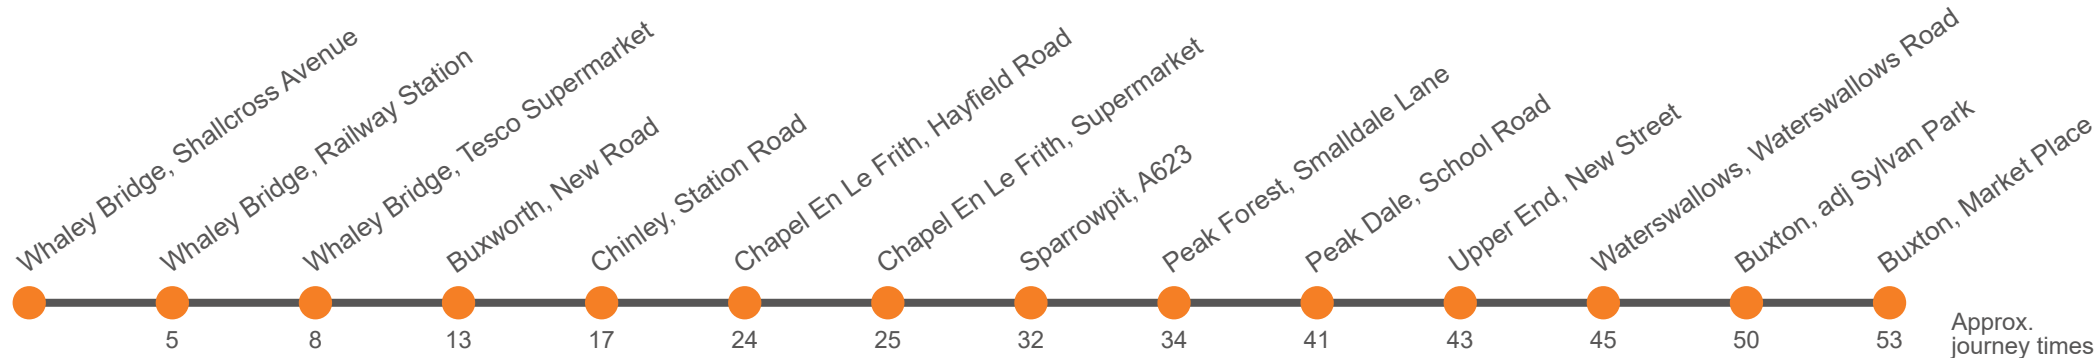 Whaley Bridge, Shallcross Avenue
Whaley Bridge, Railway Station
Whaley Bridge, Tesco Supermarket
Buxworth, New Road
Chinley, Station Road
Chapel En Le Frith, Hayfield Road
Chapel En Le Frith, Supermarket
Sparrowpit, A623
Peak Forest, Smalldale Lane
Peak Dale, School Road
Upper End, New Street
Waterswallows, Waterswallows Road
Buxton, adj Sylvan Park
Buxton, Market Place
5 8 13 17 24 25 32 34 41 43 45 50 53
Approx.
journey times